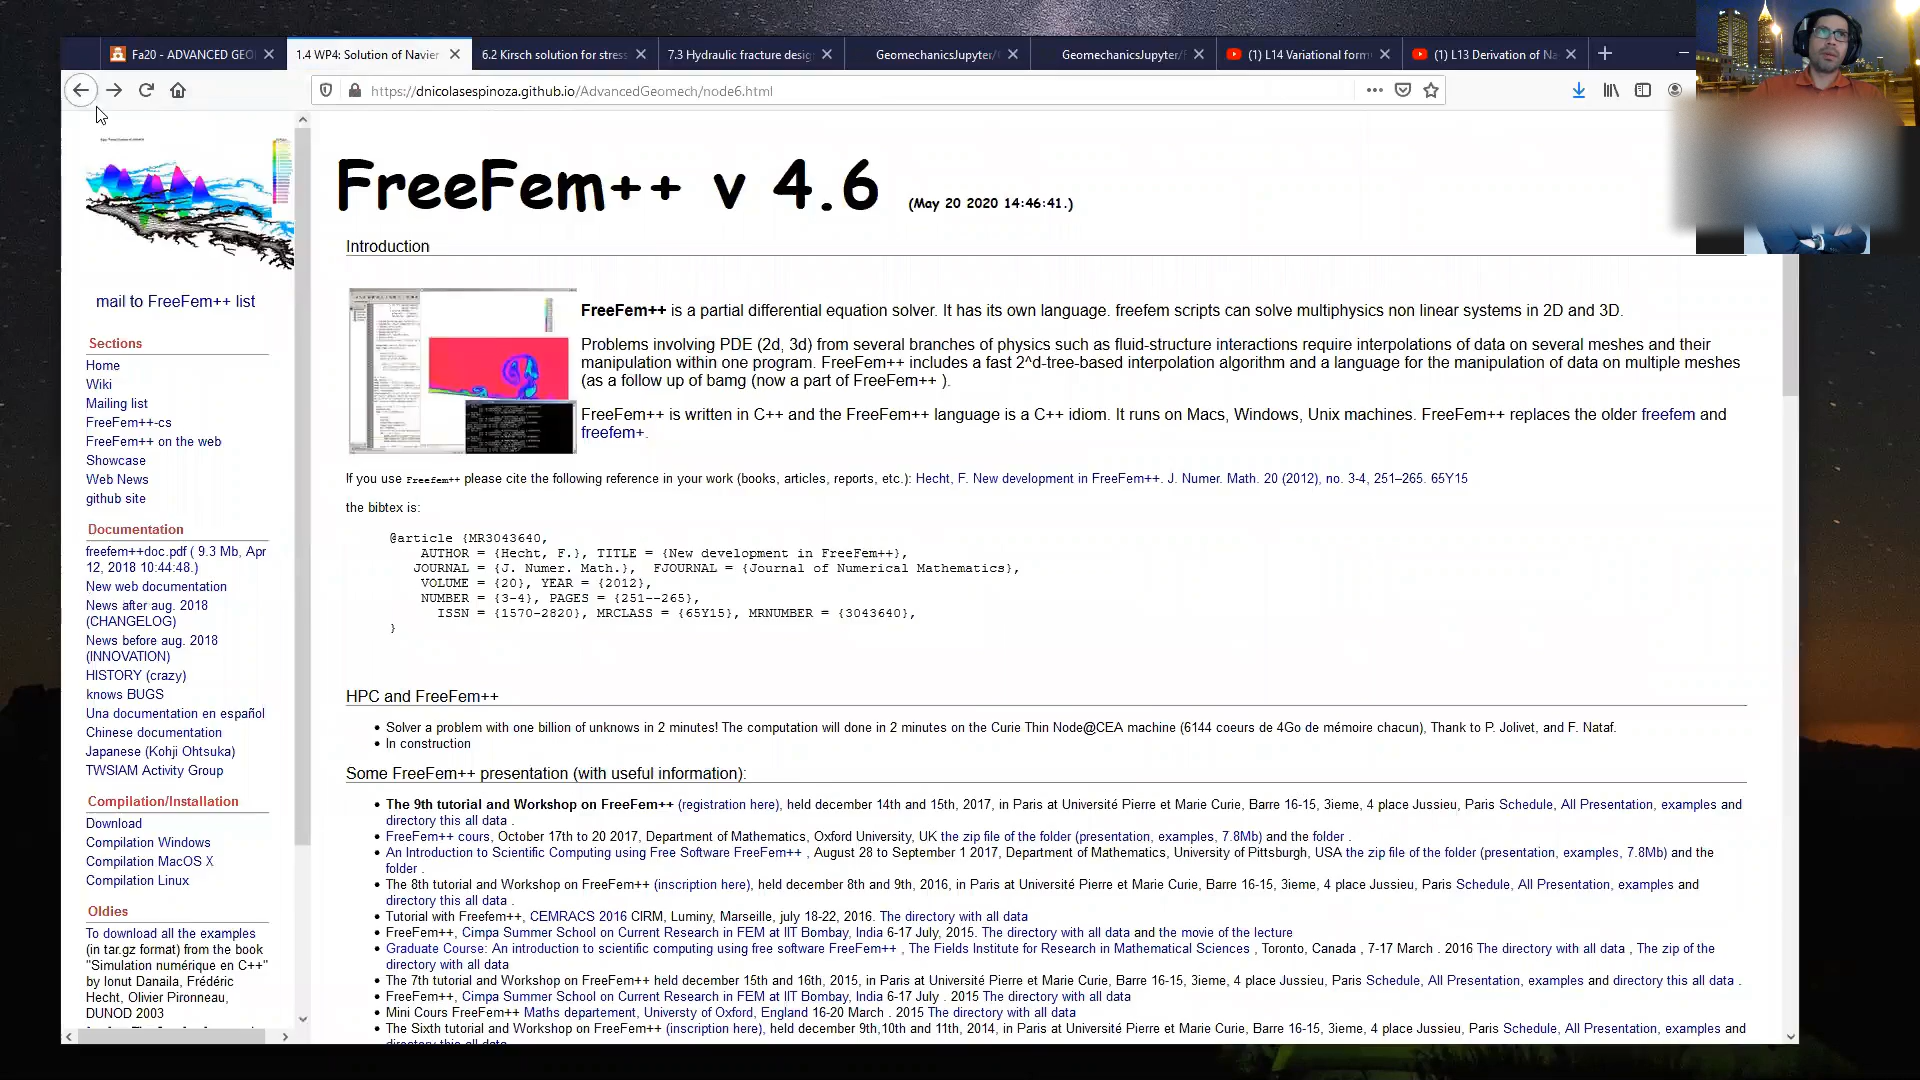 Fa20 - ADVANCED GEO
1.4 WP4: Solution of Navier
6.2 Kirsch solution for stress
7.3 Hydraulic fracture design
GeomechanicsJupyter/
GeomechanicsJupyter/
(1) L14 Variational form
(1) L13 Derivation of Na
https://dnicolasespinoza.github.io/AdvancedGeomech/node6.html
mail to FreeFem++ list
Sections
Home
Wiki
Mailing list
FreeFem++-cs
FreeFem++ on the web
Showcase
Web News
github site
Documentation
freefem++doc.pdf ( 9.3 Mb, Apr
12, 2018 10:44:48.)
New web documentation
News after aug. 2018
(CHANGELOG)
News before aug. 2018
(INNOVATION)
HISTORY (crazy)
knows BUGS
Una documentation en español
Chinese documentation
Japanese (Kohji Ohtsuka)
TWSIAM Activity Group
Compilation/Installation
Download
Compilation Windows
Compilation MacOS X
Compilation Linux
Oldies
To download all the examples
(in tar.gz format) from the book
"Simulation numérique en C++"
by Ionut Danaila, Frédéric
Hecht, Olivier Pironneau,
DUNOD 2003
FreeFem++ v 4.6 (May 20 2020 14:46:41.)
Introduction
FreeFem++ is a partial differential equation solver. It has its own language. freefem scripts can solve multiphysics non linear systems in 2D and 3D.
Problems involving PDE (2d, 3d) from several branches of physics such as fluid-structure interactions require interpolations of data on several meshes and their
manipulation within one program. FreeFem++ includes a fast 2^d-tree-based interpolation algorithm and a language for the manipulation of data on multiple meshes
(as a follow up of bamg (now a part of FreeFem++ ).
FreeFem++ is written in C++ and the FreeFem++ language is a C++ idiom. It runs on Macs, Windows, Unix machines. FreeFem++ replaces the older freefem and
freefem+.
If you use Freefem++ please cite the following reference in your work (books, articles, reports, etc.): Hecht, F. New development in FreeFem++. J. Numer. Math. 20 (2012), no. 3-4, 251–265. 65Y15
the bibtex is:
@article {MR3043640,
AUTHOR = {Hecht, F.}, TITLE = {New development in FreeFem++},
JOURNAL = {J. Numer. Math.}, FJOURNAL = {Journal of Numerical Mathematics},
VOLUME = {20}, YEAR = {2012},
NUMBER = {3-4}, PAGES = {251--265},
ISSN = {1570-2820}, MRCLASS = {65Y15}, MRNUMBER = {3043640},
}
HPC and FreeFem++
• Solver a problem with one billion of unknows in 2 minutes! The computation will done in 2 minutes on the Curie Thin Node@CEA machine (6144 coeurs de 4Go de mémoire chacun), Thank to P. Jolivet, and F. Nataf.
• In construction
Some FreeFem++ presentation (with useful information):
• The 9th tutorial and Workshop on FreeFem++ (registration here), held december 14th and 15th, 2017, in Paris at Université Pierre et Marie Curie, Barre 16-15, 3ieme, 4 place Jussieu, Paris Schedule, All Presentation, examples and
directory this all data .
• FreeFem++ cours, October 17th to 20 2017, Department of Mathematics, Oxford University, UK the zip file of the folder (presentation, examples, 7.8Mb) and the folder .
• An Introduction to Scientific Computing using Free Software FreeFem++ , August 28 to September 1 2017, Department of Mathematics, University of Pittsburgh, USA the zip file of the folder (presentation, examples, 7.8Mb) and the
folder .
• The 8th tutorial and Workshop on FreeFem++ (inscription here), held december 8th and 9th, 2016, in Paris at Université Pierre et Marie Curie, Barre 16-15, 3ieme, 4 place Jussieu, Paris Schedule, All Presentation, examples and
directory this all data .
• Tutorial with Freefem++, CEMRACS 2016 CIRM, Luminy, Marseille, july 18-22, 2016. The directory with all data
• FreeFem++, Cimpa Summer School on Current Research in FEM at IIT Bombay, India 6-17 July, 2015. The directory with all data and the movie of the lecture
• Graduate Course: An introduction to scientific computing using free software FreeFem++ , The Fields Institute for Research in Mathematical Sciences , Toronto, Canada , 7-17 March . 2016 The directory with all data , The zip of the
directory with all data
• The 7th tutorial and Workshop on FreeFem++ held december 15th and 16th, 2015, in Paris at Université Pierre et Marie Curie, Barre 16-15, 3ieme, 4 place Jussieu, Paris Schedule, All Presentation, examples and directory this all data .
• FreeFem++, Cimpa Summer School on Current Research in FEM at IIT Bombay, India 6-17 July . 2015 The directory with all data
• Mini Cours FreeFem++ Maths departement, Universty of Oxford, England 16-20 March . 2015 The directory with all data
• The Sixth tutorial and Workshop on FreeFem++ (inscription here), held december 9th,10th and 11th, 2014, in Paris at Université Pierre et Marie Curie, Barre 16-15, 3ieme, 4 place Jussieu, Paris Schedule, All Presentation, examples and